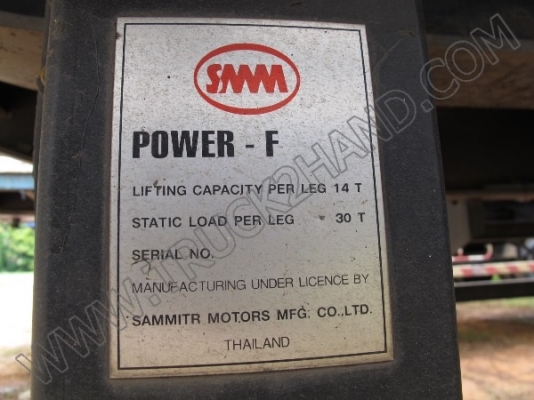 SMM
POWER - F
LIFTING CAPACITY PER LEG 14 T
STATIC LOAD PER LEG 30 T
SERIAL NO.
MANUFACTURING UNDER LICENCE BY
SAMMITR MOTORS MFG. CO.,LTD.
THAILAND
WWW.TRUCK2HAND.COM